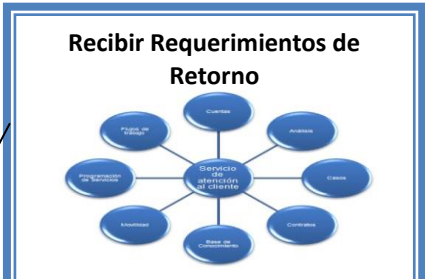 Recibir Requerimientos de
Retorno
Cuentas
Flujos de
trabajo
Análisis
Programación
de Servicios
Servicio
de
atención
al cliente
Casos
Movilidad
Contratos
Base de
Conocimiento